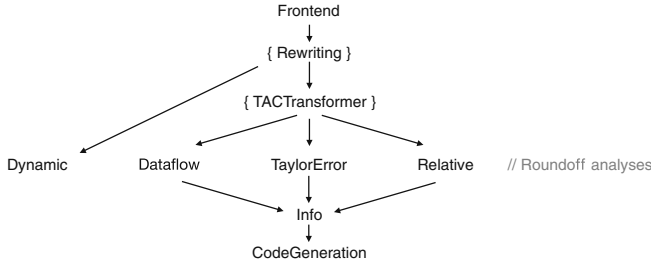 Frontend
{ Rewriting }
{ TACTransformer }
Dynamic Dataflow TaylorError Relative // Roundoff analyses
Info
CodeGeneration